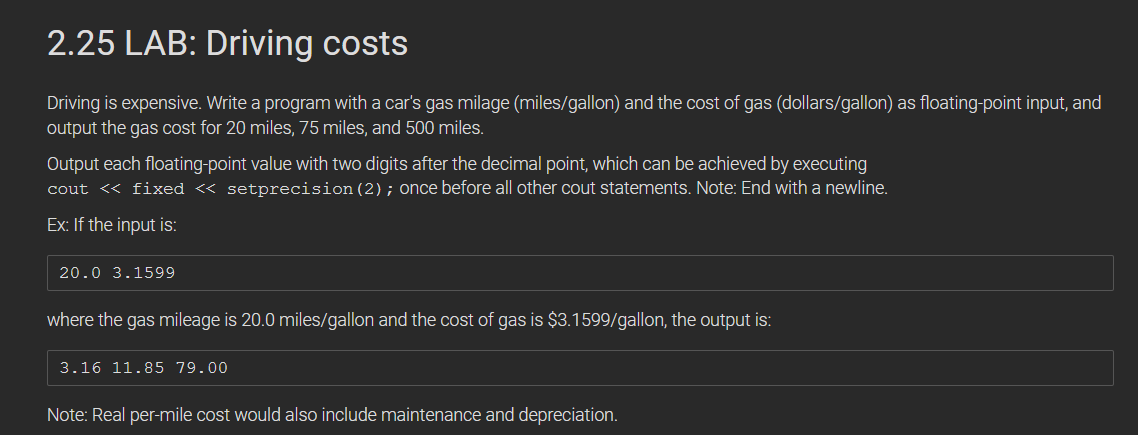 2.25 LAB: Driving costs
Driving is expensive. Write a program with a car's gas milage (miles/gallon) and the cost of gas (dollars/gallon) as floating-point input, and
output the gas cost for 20 miles, 75 miles, and 500 miles.
Output each floating-point value with two digits after the decimal point, which can be achieved by executing
cout << fixed << setprecision(2); once before all other cout statements. Note: End with a newline.
Ex: If the input is:
20.0 3.1599
where the gas mileage is 20.0 miles/gallon and the cost of gas is $3.1599/gallon, the output is:
3.16 11.85 79.00
Note: Real per-mile cost would also include maintenance and depreciation.